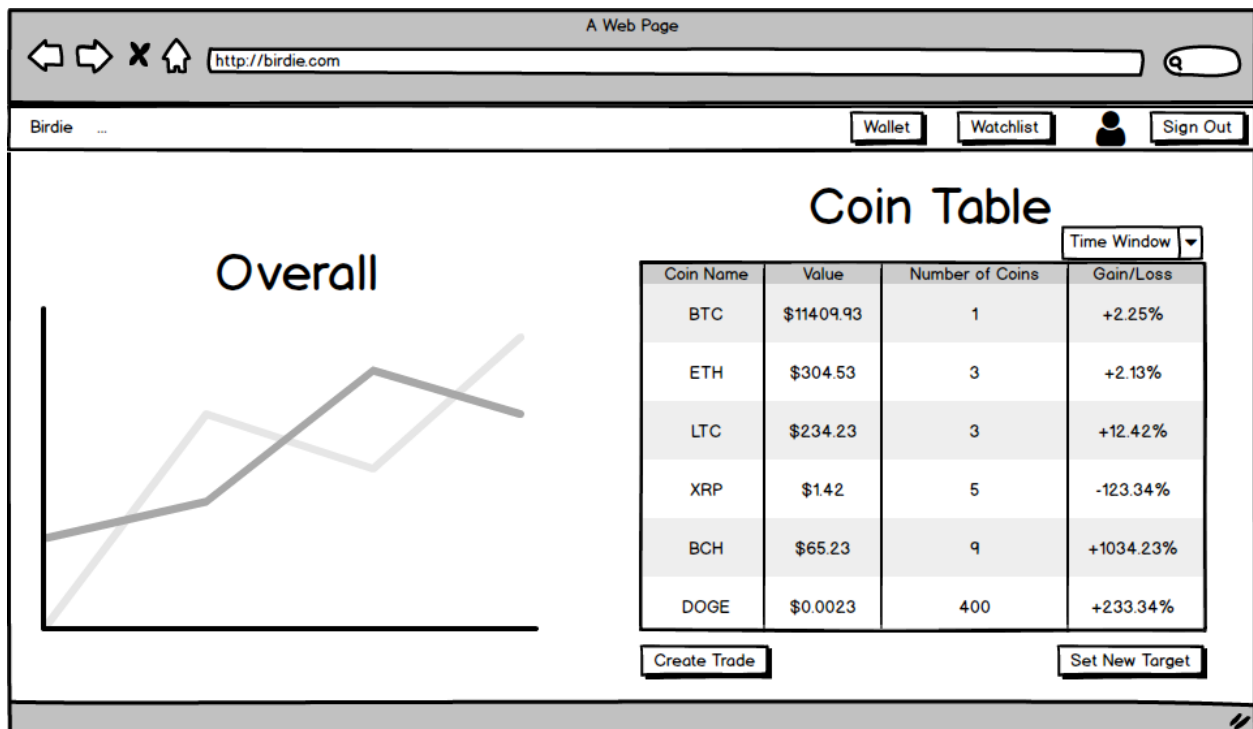 A Web Page
http://birdie.com
Birdie ... Wallet Watchlist Sign Out
Coin Table
Time Window
Overall
Coin Name Value Number of Coins Gain/Loss
BTC $11409.93 1 +2.25%
ETH $304.53 3 +2.13%
LTC $234.23 3 +12.42%
XRP $1.42 5 -123.34%
BCH $65.23 9 +1034.23%
DOGE $0.0023 400 +233.34%
Create Trade Set New Target